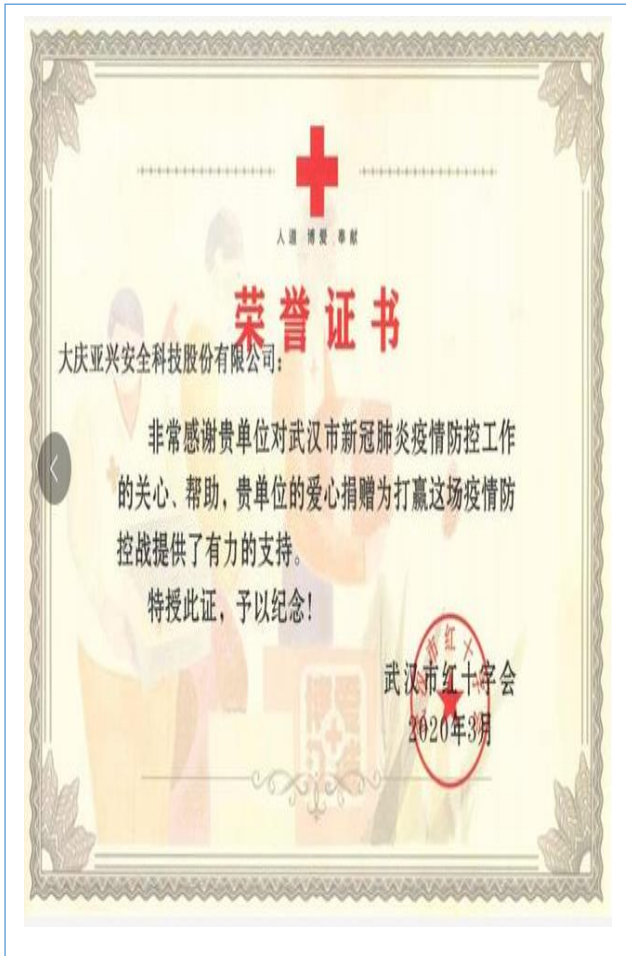 人道 博爱 奉献
荣誉证书
大庆亚兴安全科技股份有限公司：
非常感谢贵单位对武汉市新冠肺炎疫情防控工作
的关心、帮助，贵单位的爱心捐赠为打赢这场疫情防
控战提供了有力的支持。
特授此证，予以纪念！
武汉市红十字会
2020年3月